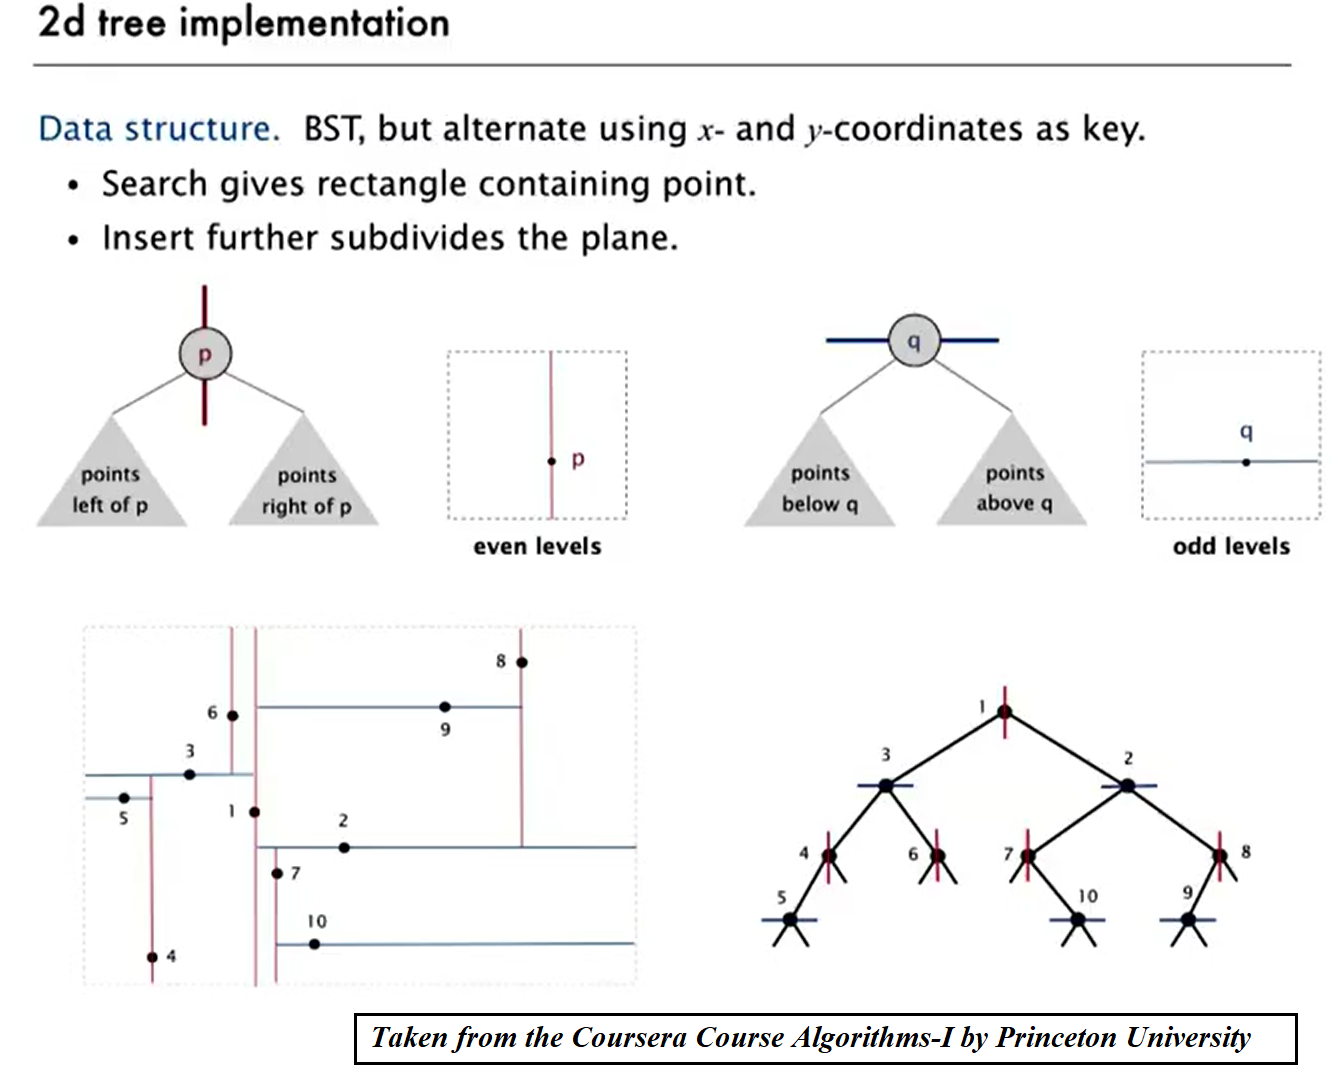 2d tree implementation
Data structure. BST, but alternate using x- and y-coordinates as key.
• Search gives rectangle containing point.
• Insert further subdivides the plane.
p
points
left of p
points
right of p
p
even levels
q
points
below q
points
above q
q
odd levels
8
6
9
3
5
1
2
7
10
4
1
3
2
4
6
7
8
5
10
9
Taken from the Coursera Course Algorithms-I by Princeton University